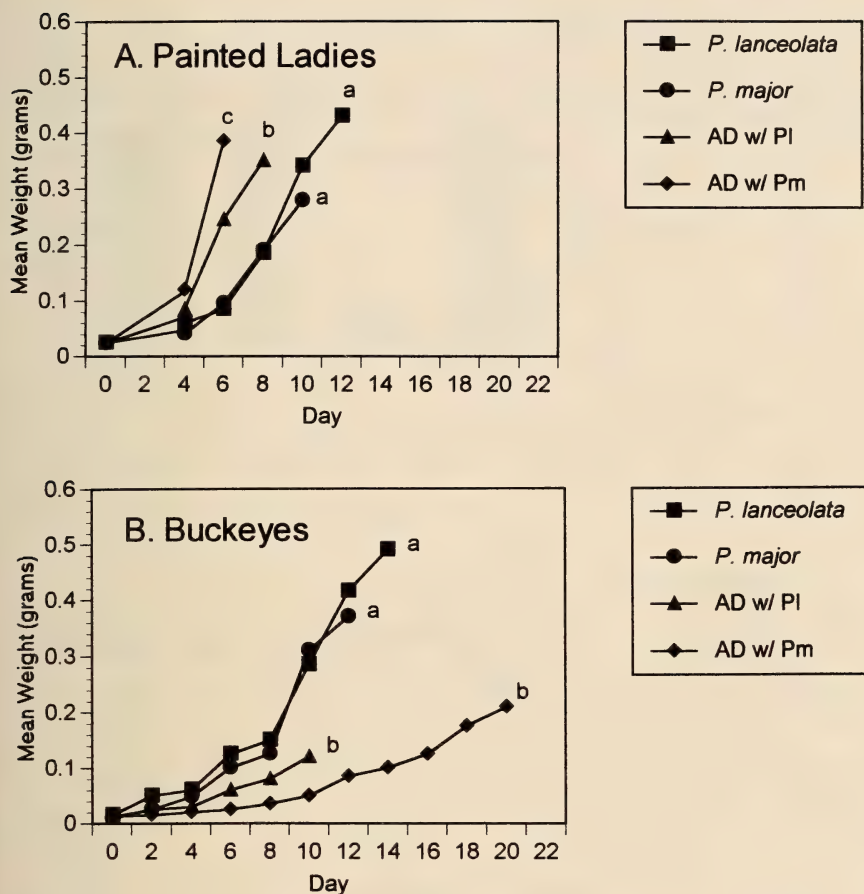 A. Painted Ladies
Mean Weight (grams)
0.6
0.5
0.4
0.3
0.2
0.1
0
a
b
c
a
0 2 4 6 8 10 12 14 16 18 20 22
Day
P. lanceolata
P. major
AD w/ Pl
AD w/ Pm
B. Buckeyes
Mean Weight (grams)
0.6
0.5
0.4
0.3
0.2
0.1
0
a
a
b
b
0 2 4 6 8 10 12 14 16 18 20 22
Day
P. lanceolata
P. major
AD w/ Pl
AD w/ Pm